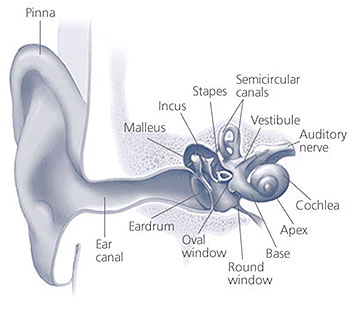 Pinna
Semicircular
canals
Stapes
Incus
Vestibule
Malleus
Auditory
nerve
Cochlea
Eardrum
Apex
Ear
canal
Oval
window
Base
Round
window